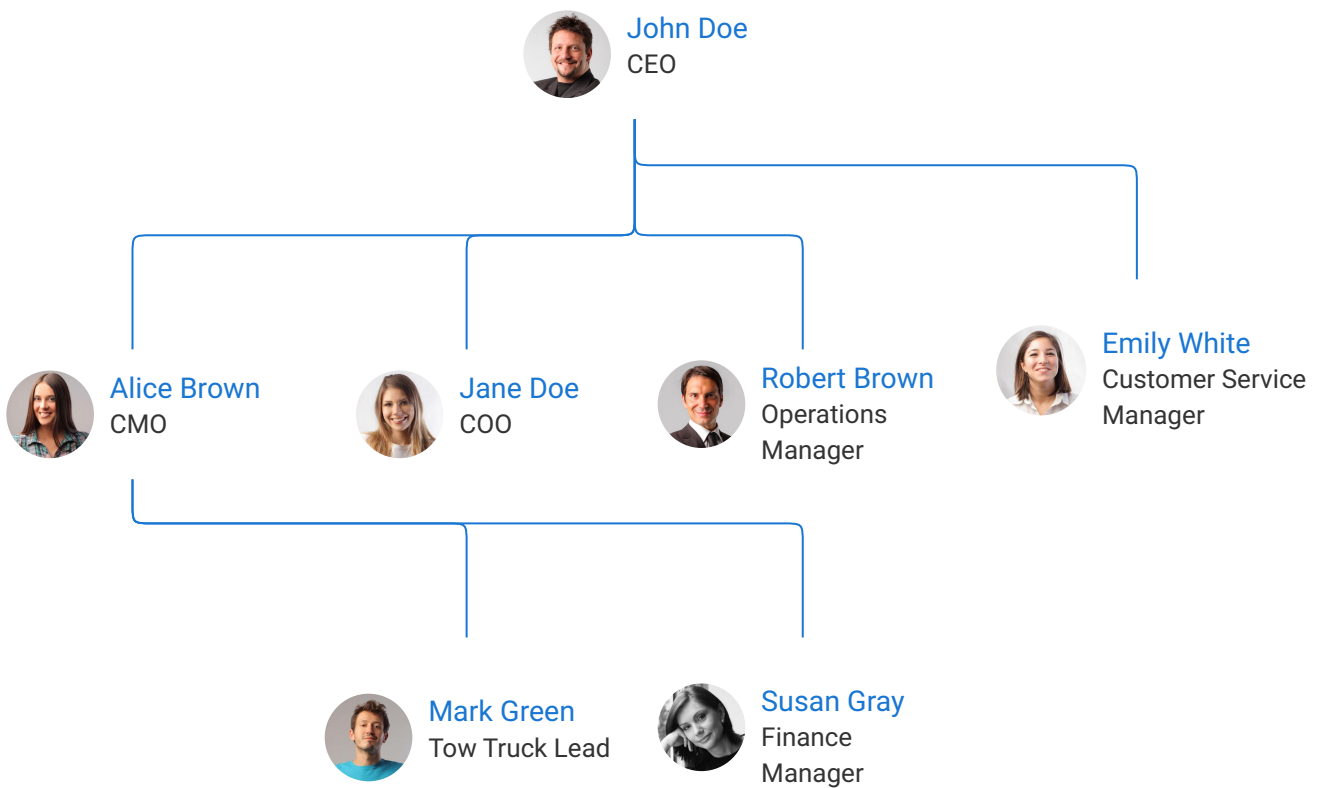 John Doe
CEO
Alice Brown
CMO
Jane Doe
COO
Robert Brown
Operations
Manager
Emily White
Customer Service
Manager
Mark Green
Tow Truck Lead
Susan Gray
Finance
Manager